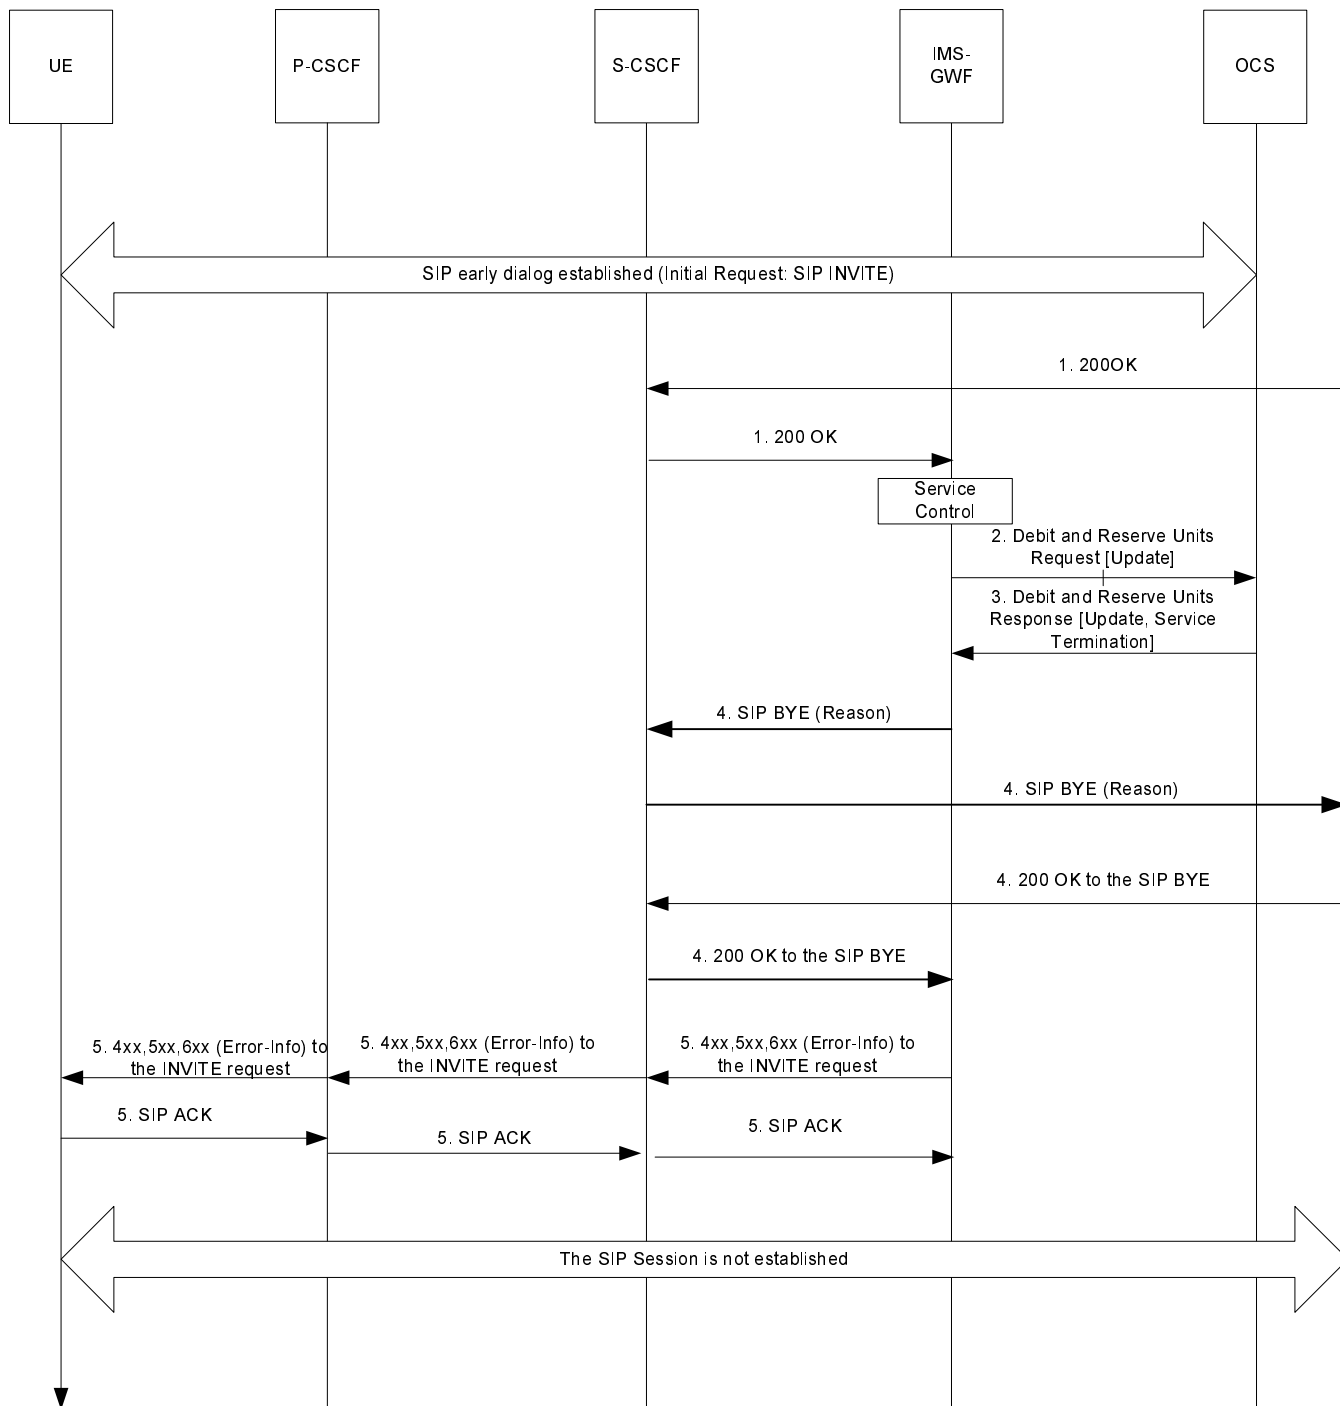 UE
P-CSCF
S-CSCF
IMS-
GWF
OCS
SIP early dialog established (Initial Request: SIP INVITE)
1. 200OK
1. 200 OK
Service
Control
2. Debit and Reserve Units
Request [Update]
3. Debit and Reserve Units
Response [Update, Service
Termination]
4. SIP BYE (Reason)
4. SIP BYE (Reason)
4. 200 OK to the SIP BYE
4. 200 OK to the SIP BYE
5. 4xx,5xx,6xx (Error-Info) to
the INVITE request
5. 4xx,5xx,6xx (Error-Info) to
the INVITE request
5. 4xx,5xx,6xx (Error-Info) to
the INVITE request
5. SIP ACK
5. SIP ACK
5. SIP ACK
The SIP Session is not established